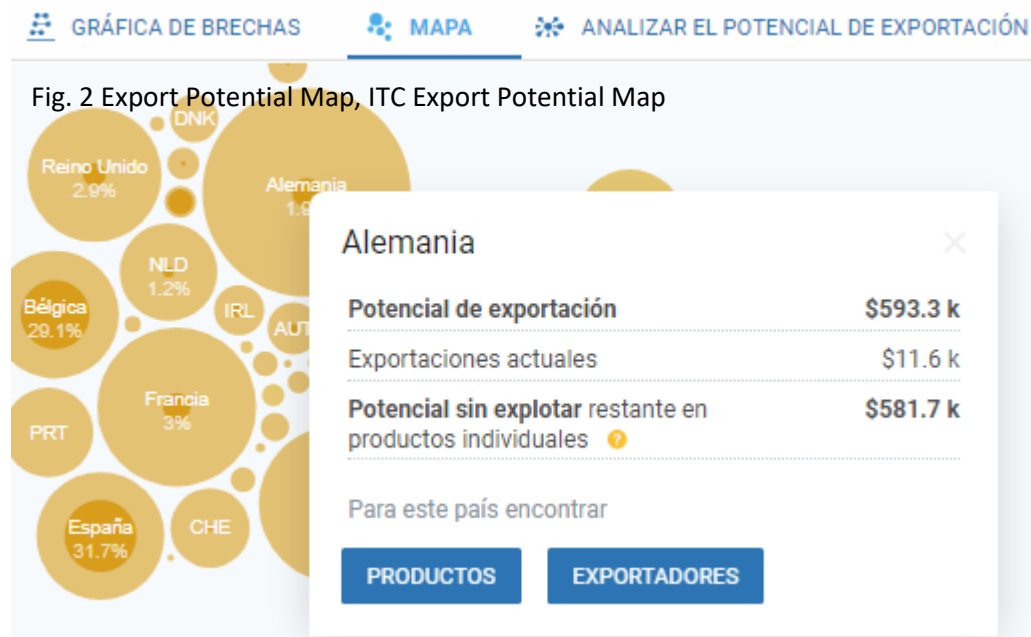 GRÁFICA DE BRECHAS
MAPA
ANALIZAR EL POTENCIAL DE EXPORTACIÓN
Fig. 2 Export Potential Map, ITC Export Potential Map
DNK
Reino Unido
2.9%
Alemania
1.9
NLD
1.2%
Bélgica
29.1%
IRL
AUT
Francia
3%
PRT
España
31.7%
CHE
Alemania
Potencial de exportación $593.3 k
Exportaciones actuales $11.6 k
Potencial sin explotar restante en $581.7 k
productos individuales ?
Para este país encontrar
PRODUCTOS
EXPORTADORES